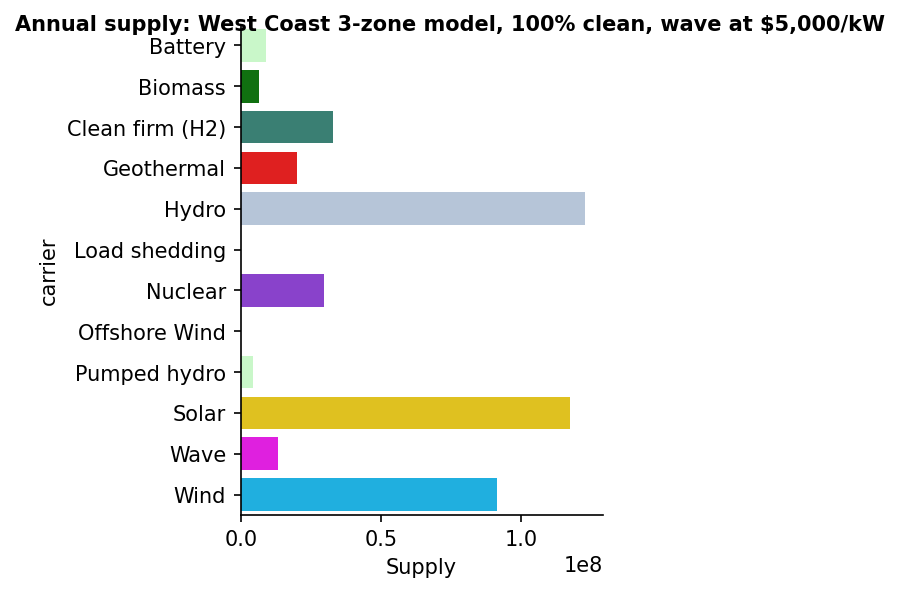 Annual supply: West Coast 3-zone model, 100% clean, wave at $5,000/kW
Battery
Biomass
Clean firm (H2)
Geothermal
Hydro
Load shedding
Nuclear
Offshore Wind
Pumped hydro
Solar
Wave
Wind
carrier
0.0 0.5 1.0
Supply
1e8